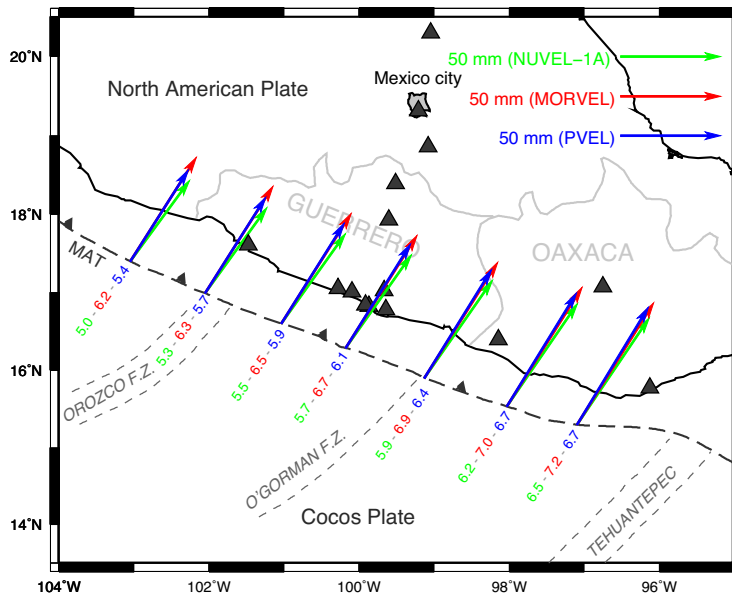 20°N
18°N
16°N
14°N
104°W
102°W
100°W
98°W
96°W
North American Plate
Mexico city
50 mm (NUVEL−1A)
50 mm (MORVEL)
50 mm (PVEL)
GUERRERO
OAXACA
MAT
5.0 - 6.2 - 5.4
5.3 - 6.3 - 5.7
5.5 - 6.5 - 5.9
5.7 - 6.7 - 6.1
5.9 - 6.9 - 6.4
6.2 - 7.0 - 6.7
6.5 - 7.2 - 6.7
OROZCO F.Z.
O'GORMAN F.Z.
TEHUANTEPEC
Cocos Plate